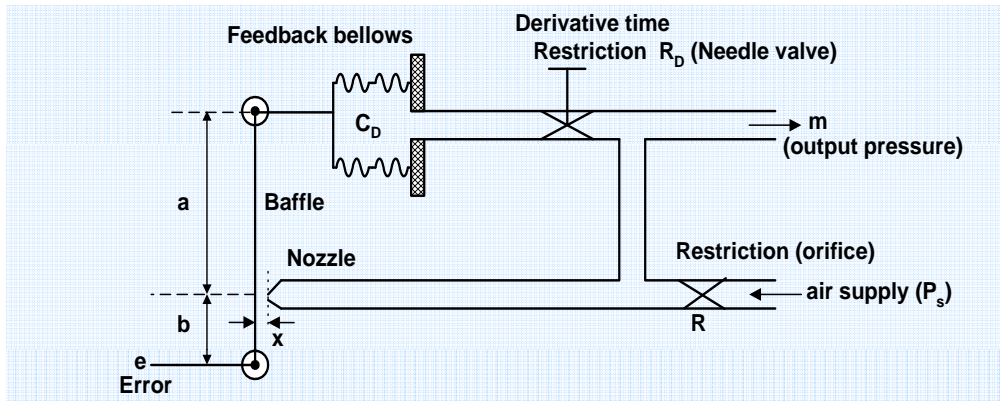 Derivative time
Feedback bellows
Restriction R_D (Needle valve)
C_D
m
(output pressure)
a
Baffle
Nozzle
Restriction (orifice)
air supply (P_s)
b
x
R
e
Error